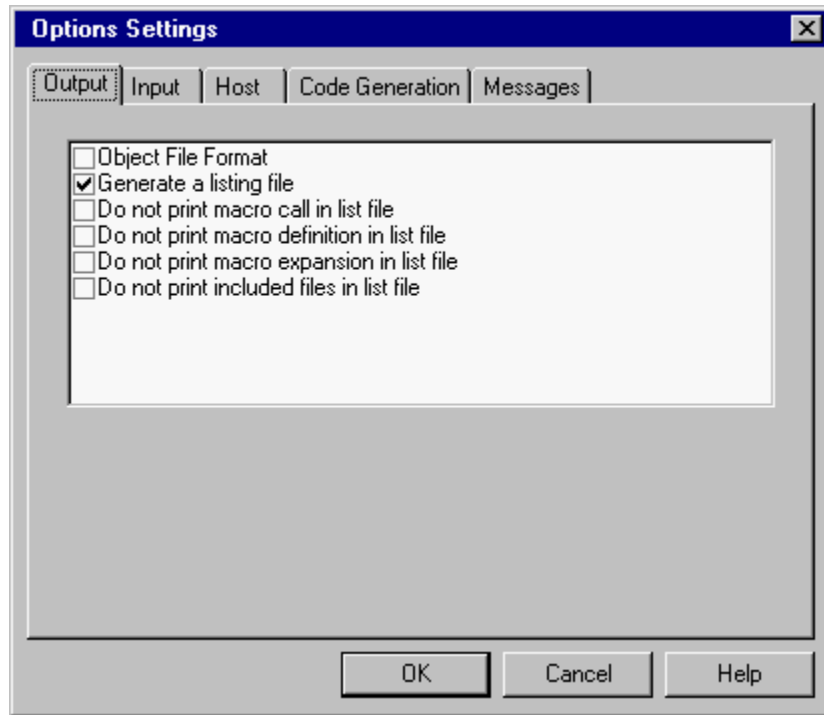 Options Settings
Output Input Host Code Generation Messages
Object File Format
Generate a listing file
Do not print macro call in list file
Do not print macro definition in list file
Do not print macro expansion in list file
Do not print included files in list file
OK Cancel Help